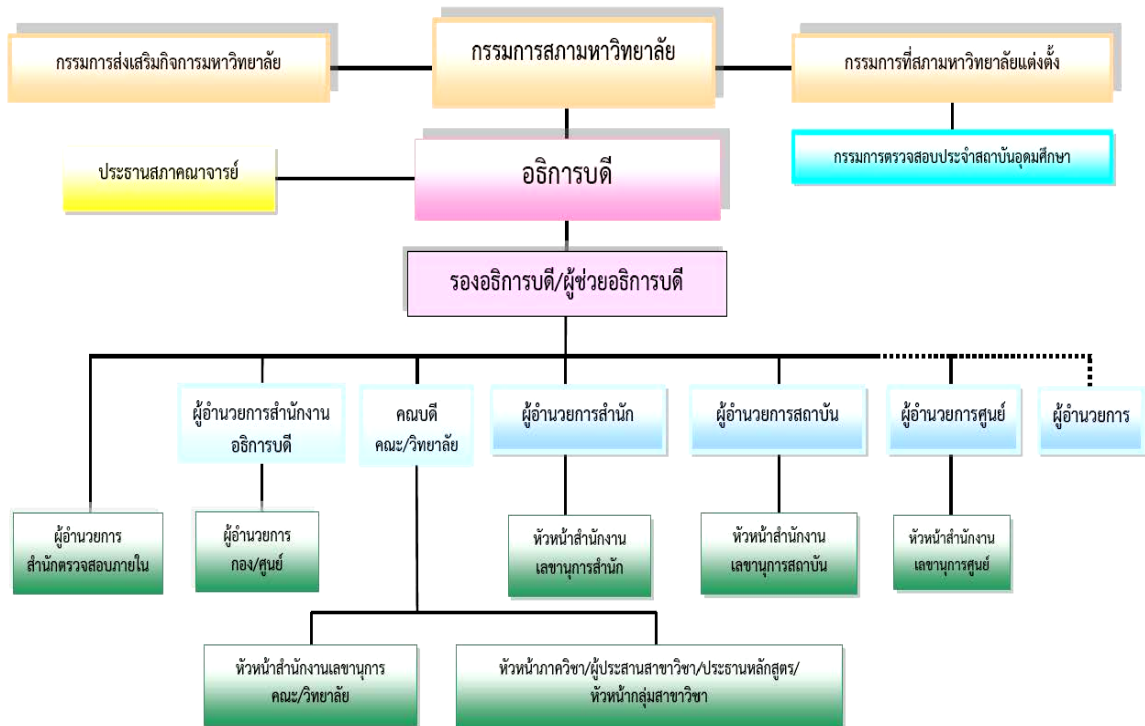 กรรมการส่งเสริมกิจการมหาวิทยาลัย
กรรมการสภามหาวิทยาลัย
กรรมการที่สภามหาวิทยาลัยแต่งตั้ง
กรรมการตรวจสอบประจำสถาบันอุดมศึกษา
ประธานสภาคณาจารย์
อธิการบดี
รองอธิการบดี/ผู้ช่วยอธิการบดี
ผู้อำนวยการสำนักงาน
อธิการบดี
คณบดี
คณะ/วิทยาลัย
ผู้อำนวยการสำนัก
ผู้อำนวยการสถาบัน
ผู้อำนวยการศูนย์
ผู้อำนวยการ
ผู้อำนวยการ
สำนักตรวจสอบภายใน
ผู้อำนวยการ
กอง/ศูนย์
หัวหน้าสำนักงาน
เลขานุการสำนัก
หัวหน้าสำนักงาน
เลขานุการสถาบัน
หัวหน้าสำนักงาน
เลขานุการศูนย์
หัวหน้าสำนักงานเลขานุการ
คณะ/วิทยาลัย
หัวหน้าภาควิชา/ผู้ประสานสาขาวิชา/ประธานหลักสูตร/
หัวหน้ากลุ่มสาขาวิชา